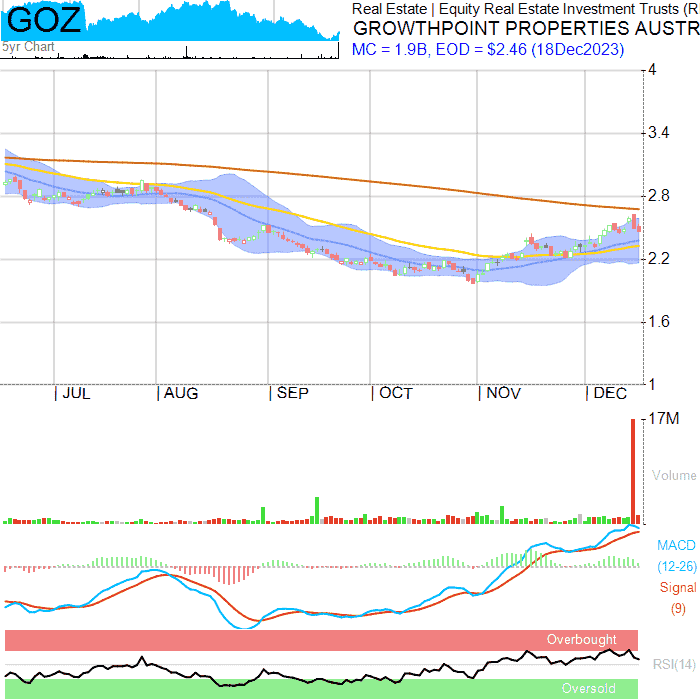 GOZ
5yr Chart
Real Estate | Equity Real Estate Investment Trusts (R
GROWTHPOINT PROPERTIES AUSTR
MC = 1.9B, EOD = $2.46 (18Dec2023)
4
3.4
2.8
2.2
1.6
1
| JUL | AUG | SEP | OCT | NOV | DEC
17M
Volume
MACD
(12-26)
Signal
(9)
Overbought
RSI(14)
Oversold